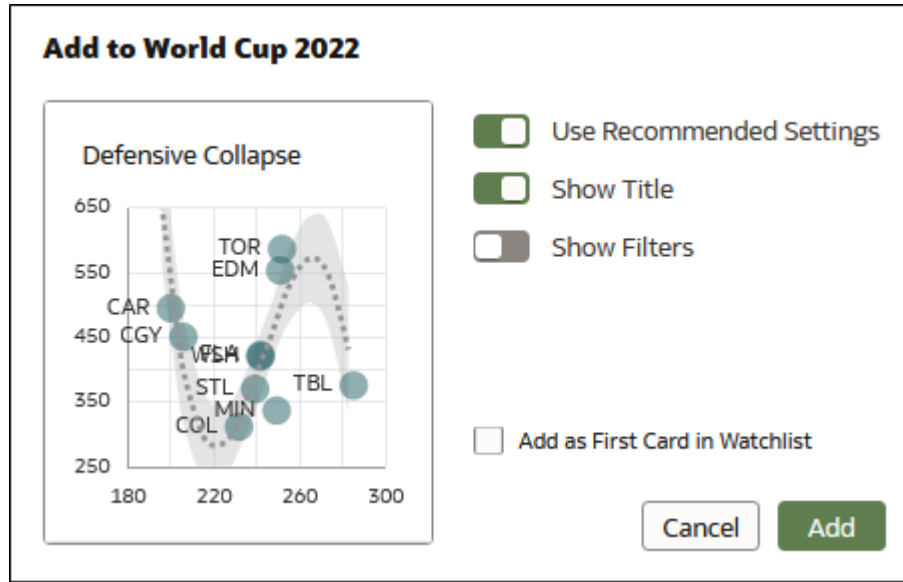 Add to World Cup 2022
Defensive Collapse
650
550
450
350
250
TOR
EDM
CAR
CGY
STL
TBL
MIN
COL
180 220 260 300
Use Recommended Settings
Show Title
Show Filters
Add as First Card in Watchlist
Cancel Add